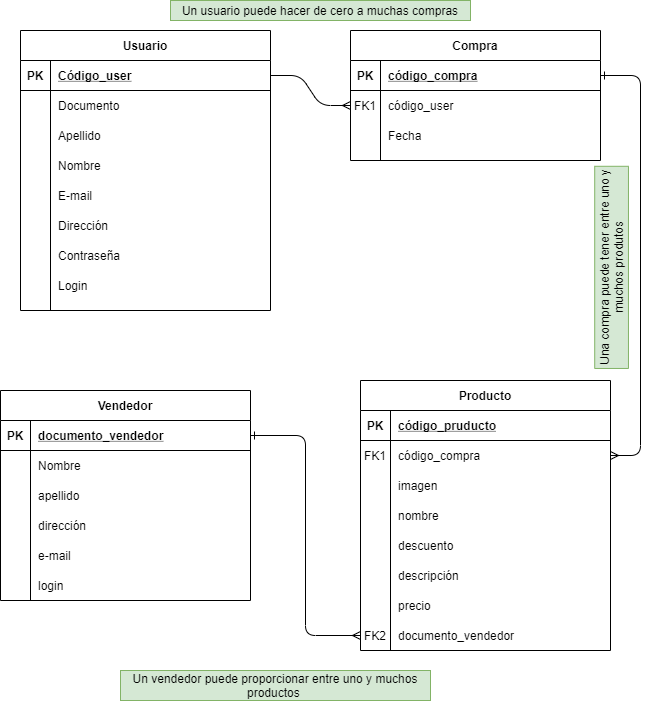 Un usuario puede hacer de cero a muchas compras
Usuario
PK Código_user
Documento
Apellido
Nombre
E-mail
Dirección
Contraseña
Login
Compra
PK código_compra
FK1 código_user
Fecha
Una compra puede tener entre uno y
muchos produtos
Vendedor
PK documento_vendedor
Nombre
apellido
dirección
e-mail
login
Producto
PK código_pruducto
FK1 código_compra
imagen
nombre
descuento
descripción
precio
FK2 documento_vendedor
Un vendedor puede proporcionar entre uno y muchos
productos